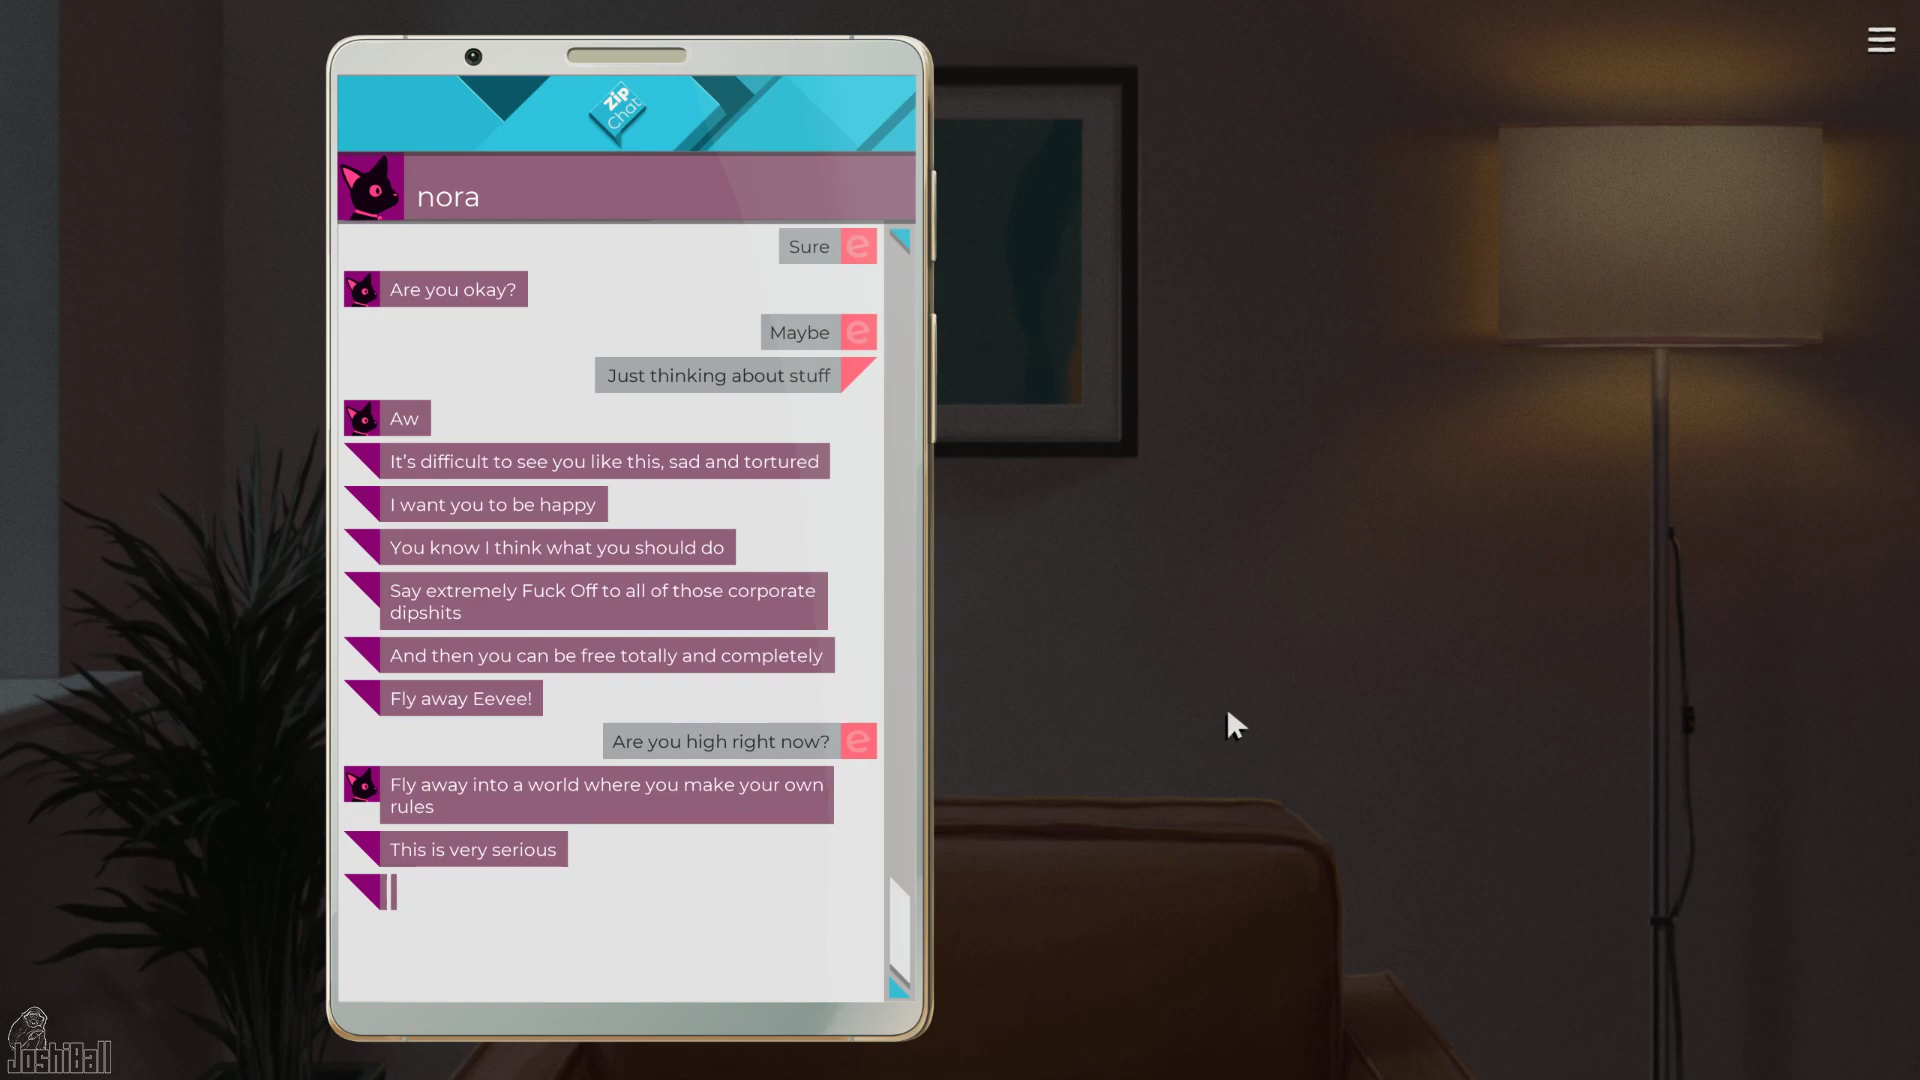 zip
Chat
nora
Sure
e
Are you okay?
Maybe
e
Just thinking about stuff
Aw
It’s difficult to see you like this, sad and tortured
I want you to be happy
You know I think what you should do
Say extremely Fuck Off to all of those corporate
dipshits
And then you can be free totally and completely
Fly away Eevee!
Are you high right now?
e
Fly away into a world where you make your own
rules
This is very serious
JoshiBall